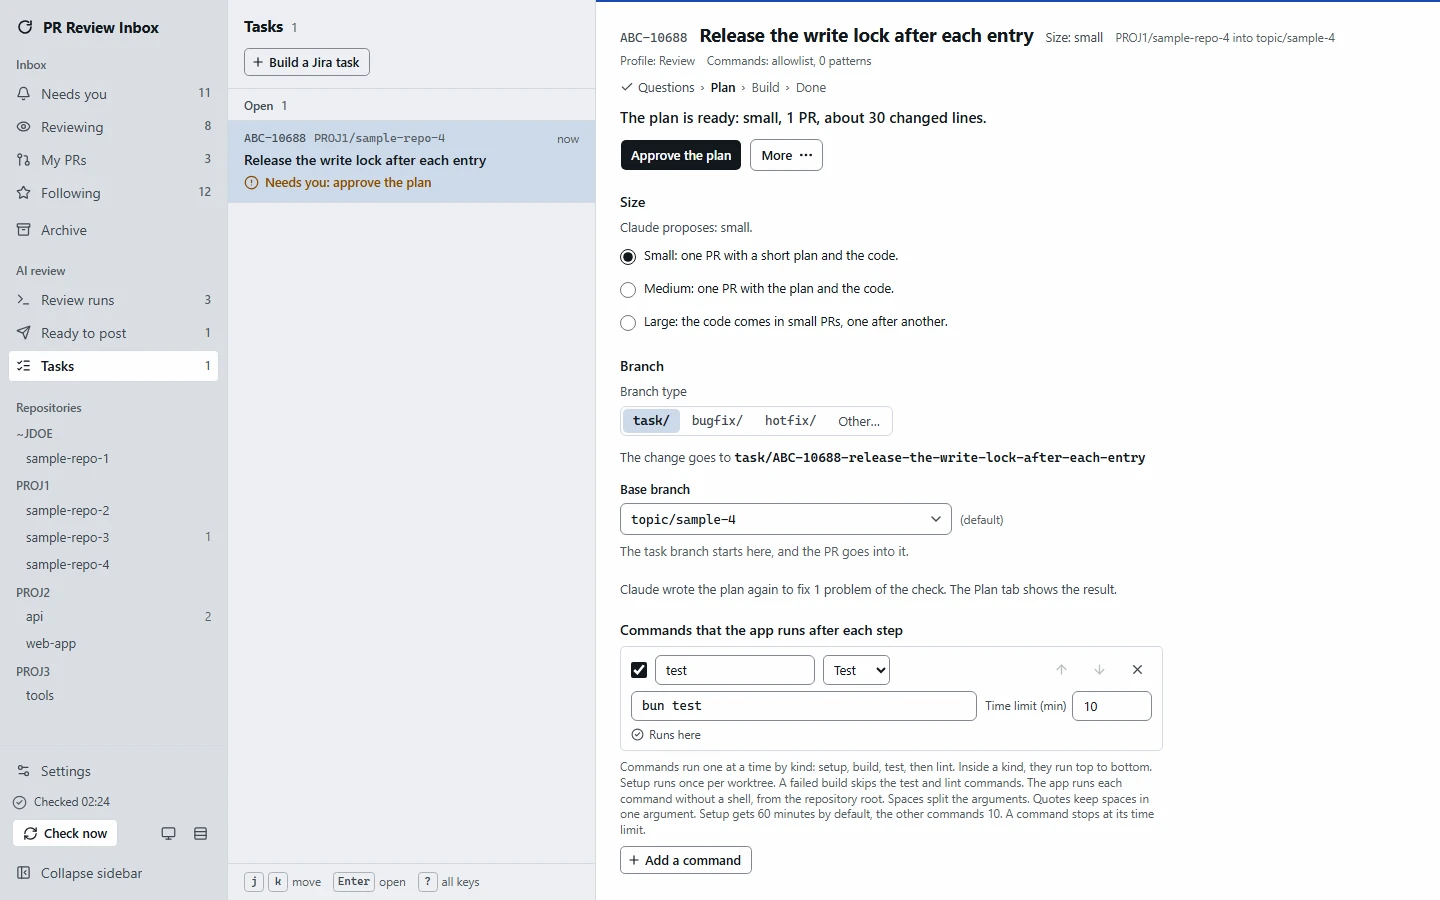 PR Review Inbox
Inbox
Needs you 11
Reviewing 8
My PRs 3
Following 12
Archive
AI review
Review runs 3
Ready to post 1
Tasks 1
Repositories
~JDOE
sample-repo-1
PROJ1
sample-repo-2
sample-repo-3 1
sample-repo-4
PROJ2
api 2
web-app
PROJ3
tools
Settings
Checked 02:24
Check now
Collapse sidebar
Tasks 1
+ Build a Jira task
Open 1
ABC-10688 PROJ1/sample-repo-4 now
Release the write lock after each entry
Needs you: approve the plan
j k move Enter open ? all keys
ABC-10688 Release the write lock after each entry Size: small PROJ1/sample-repo-4 into topic/sample-4
Profile: Review Commands: allowlist, 0 patterns
Questions › Plan › Build › Done
The plan is ready: small, 1 PR, about 30 changed lines.
Approve the plan More ···
Size
Claude proposes: small.
Small: one PR with a short plan and the code.
Medium: one PR with the plan and the code.
Large: the code comes in small PRs, one after another.
Branch
Branch type
task/ bugfix/ hotfix/ Other...
The change goes to task/ABC-10688-release-the-write-lock-after-each-entry
Base branch
topic/sample-4 (default)
The task branch starts here, and the PR goes into it.
Claude wrote the plan again to fix 1 problem of the check. The Plan tab shows the result.
Commands that the app runs after each step
test Test
bun test Time limit (min) 10
Runs here
Commands run one at a time by kind: setup, build, test, then lint. Inside a kind, they run top to bottom.
Setup runs once per worktree. A failed build skips the test and lint commands. The app runs each
command without a shell, from the repository root. Spaces split the arguments. Quotes keep spaces in
one argument. Setup gets 60 minutes by default, the other commands 10. A command stops at its time
limit.
+ Add a command